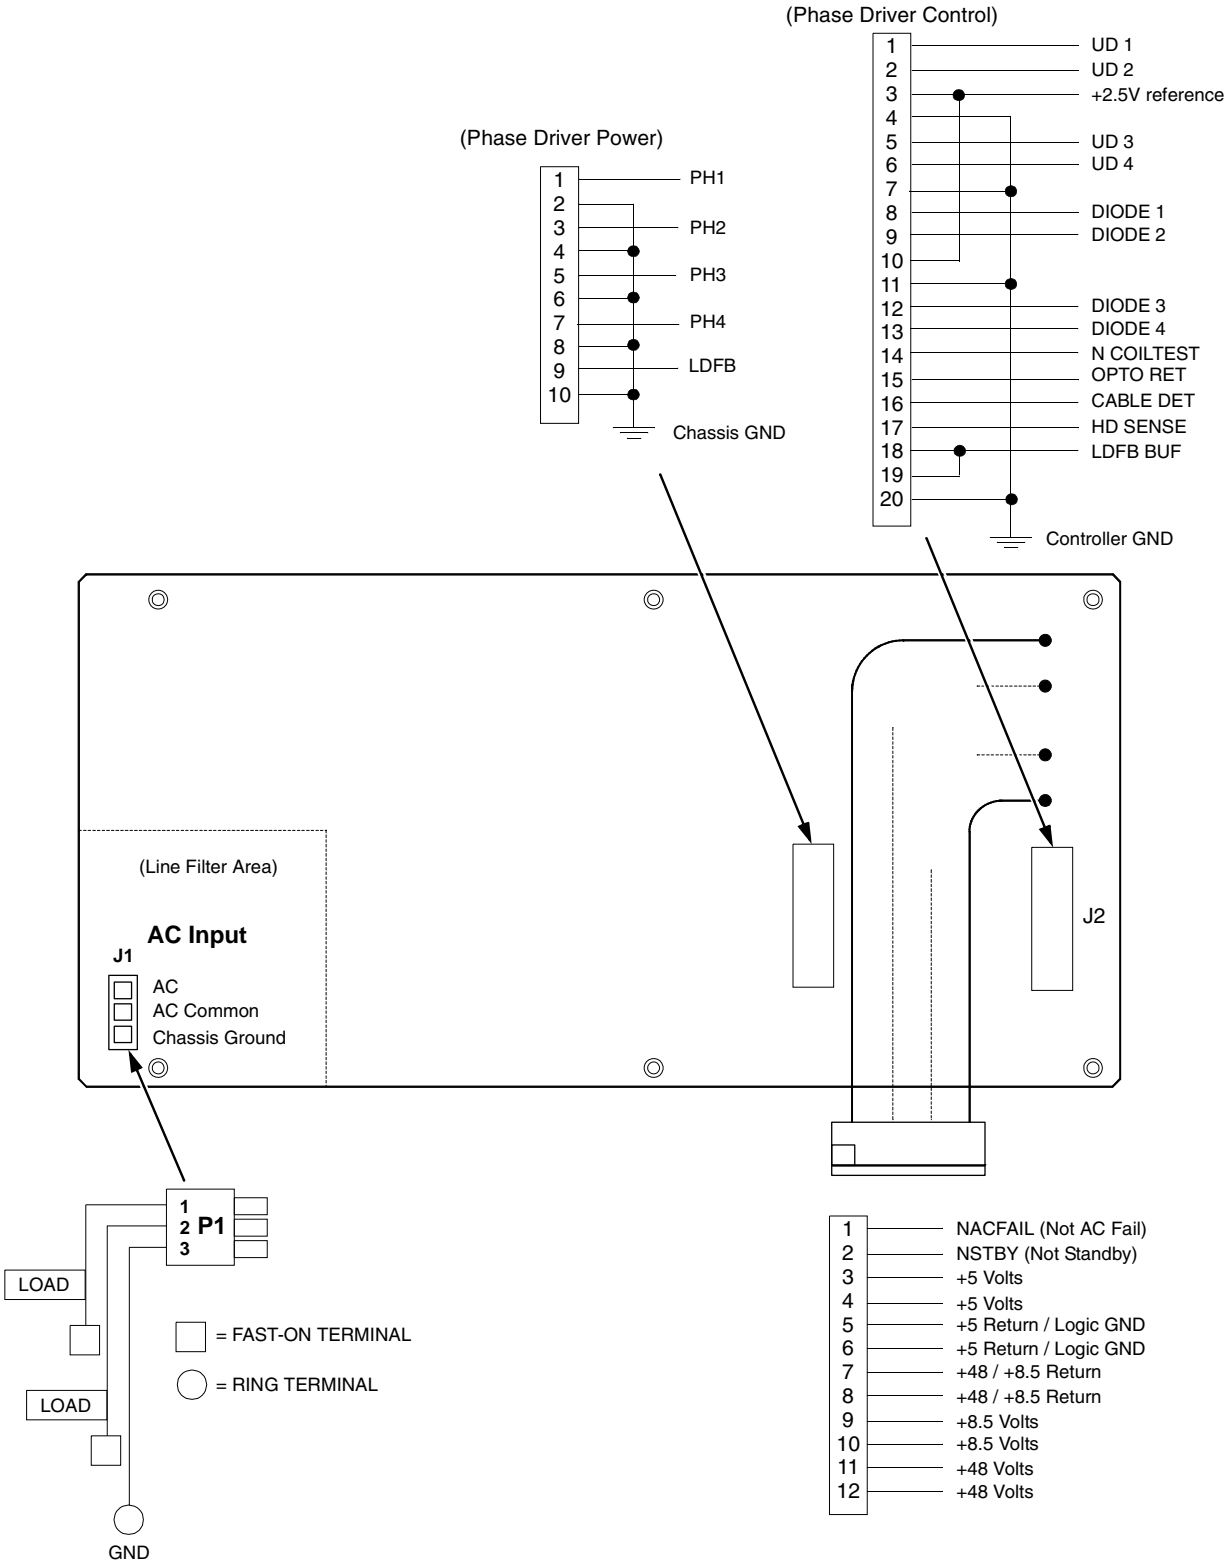 (Phase Driver Control)
1 UD 1
2 UD 2
3 +2.5V reference
4
5 UD 3
6 UD 4
7
8 DIODE 1
9 DIODE 2
10
11
12 DIODE 3
13 DIODE 4
14 N COILTEST
15 OPTO RET
16 CABLE DET
17 HD SENSE
18 LDFB BUF
19
20
Controller GND
(Phase Driver Power)
1 PH1
2
3 PH2
4
5 PH3
6
7 PH4
8
9 LDFB
10
Chassis GND
(Line Filter Area)
AC Input
J1
AC
AC Common
Chassis Ground
J2
1
2 P1
3
LOAD
LOAD
GND
= FAST-ON TERMINAL
= RING TERMINAL
1 NACFAIL (Not AC Fail)
2 NSTBY (Not Standby)
3 +5 Volts
4 +5 Volts
5 +5 Return / Logic GND
6 +5 Return / Logic GND
7 +48 / +8.5 Return
8 +48 / +8.5 Return
9 +8.5 Volts
10 +8.5 Volts
11 +48 Volts
12 +48 Volts